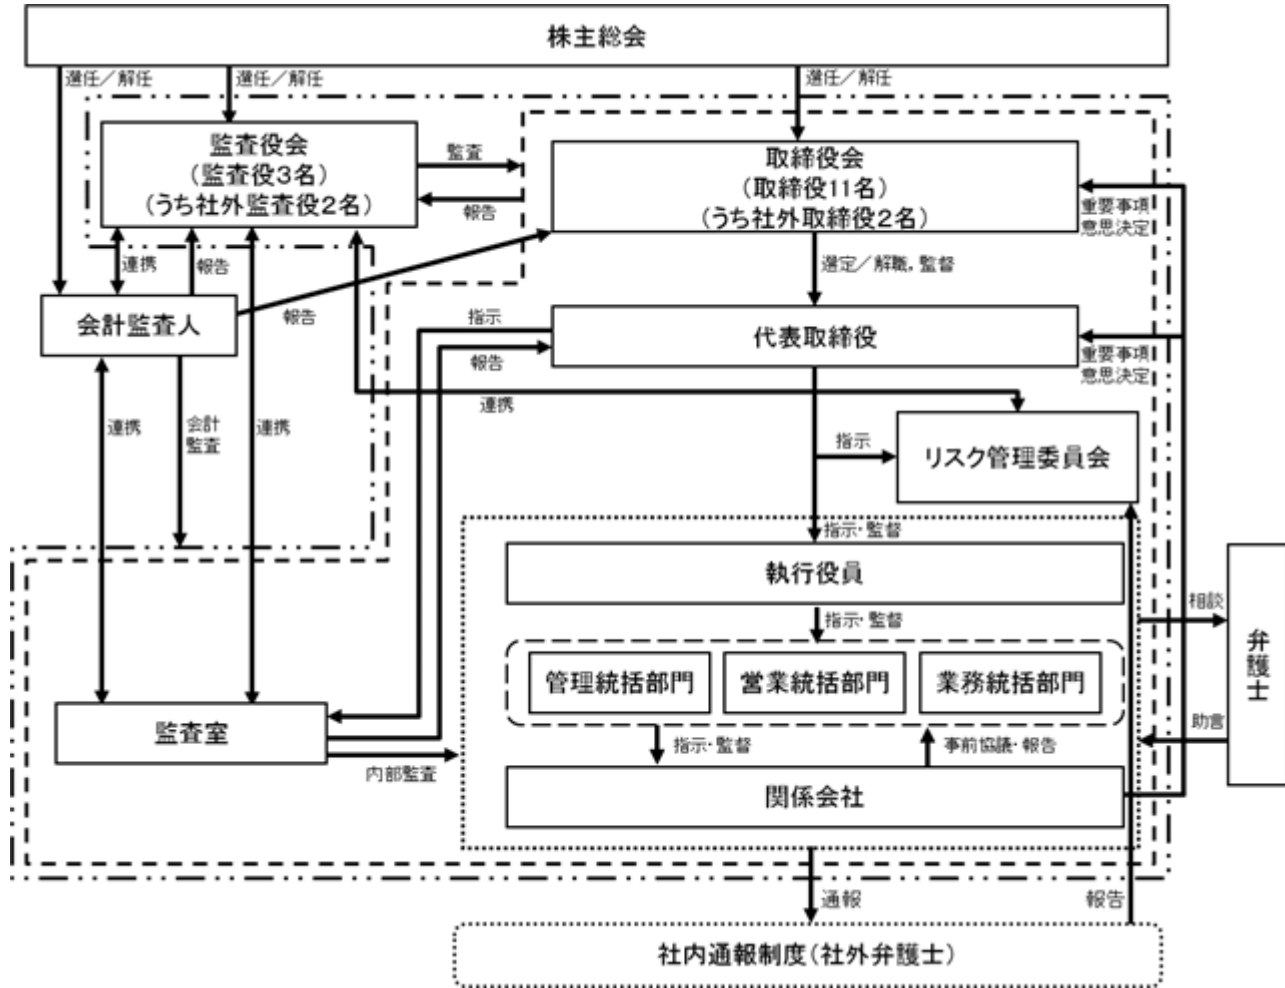 株主総会
選任／解任
選任／解任
選任／解任
監査役会
(監査役3名)
(うち社外監査役2名)
監査
報告
取締役会
(取締役11名)
(うち社外取締役2名)
重要事項
意思決定
連携
報告
選定／解職，監督
会計監査人
報告
指示
報告
代表取締役
重要事項
意思決定
連携
連携
会計
監査
連携
指示
リスク管理委員会
指示・監督
執行役員
指示・監督
相談
弁護士
管理統括部門
営業統括部門
業務統括部門
監査室
内部監査
指示・監督
事前協議・報告
助言
関係会社
通報
報告
社内通報制度(社外弁護士)